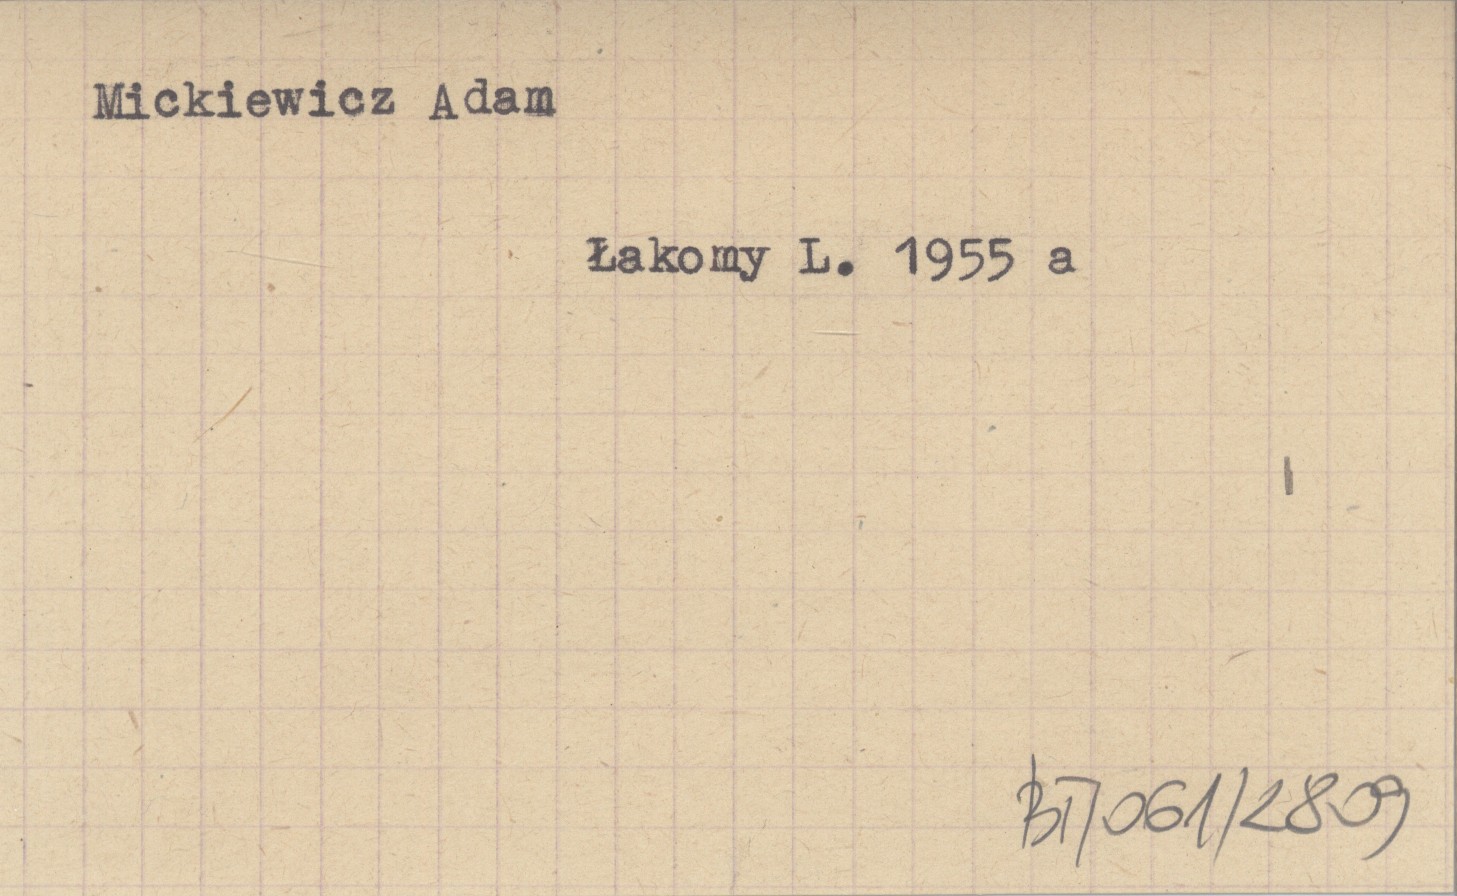 Mickiewicz Adam
Łakomy L. 1955 a
BT/061/2809